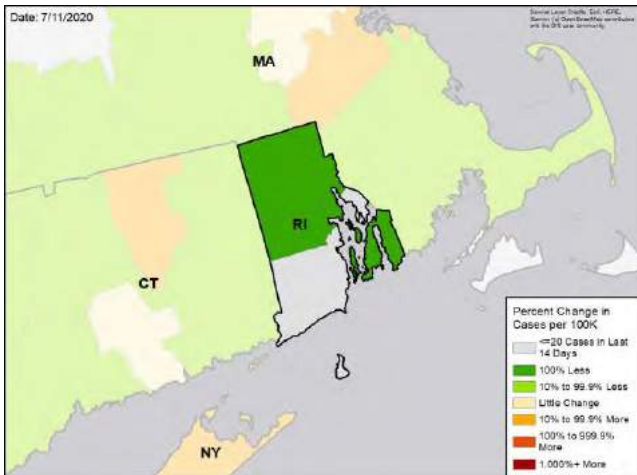 Date: 7/11/2020
MA
RI
CT
NY
Percent Change in
Cases per 100K
<=20 Cases in Last
14 Days
100% Less
10% to 99.9% Less
Little Change
10% to 99.9% More
100% to 999.9%
More
1,000%+ More